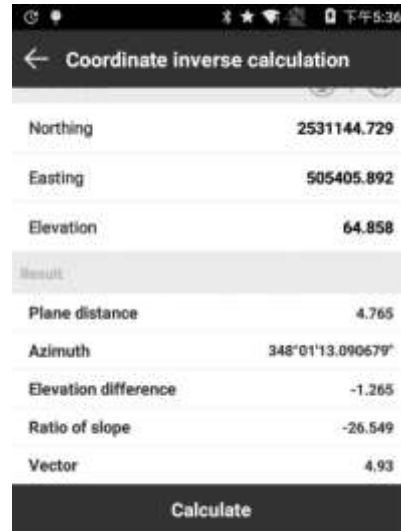 下午5:36
Coordinate inverse calculation
Northing 2531144.729
Easting 505405.892
Elevation 64.858
Result
Plane distance 4.765
Azimuth 348°01'13.090679"
Elevation difference -1.265
Ratio of slope -26.549
Vector 4.93
Calculate